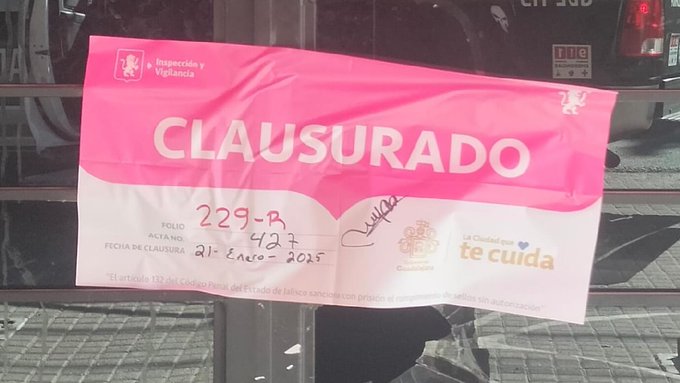 Inspección y
Vigilancia
CLAUSURADO
FOLIO 229-R
ACTA NO. 427
FECHA DE CLAUSURA 21-Enero-2025
Guadalajara
La Ciudad que
te cuida
"El artículo 132 del Código Penal del Estado de Jalisco sanciona con prisión el rompimiento de sellos sin autorización"